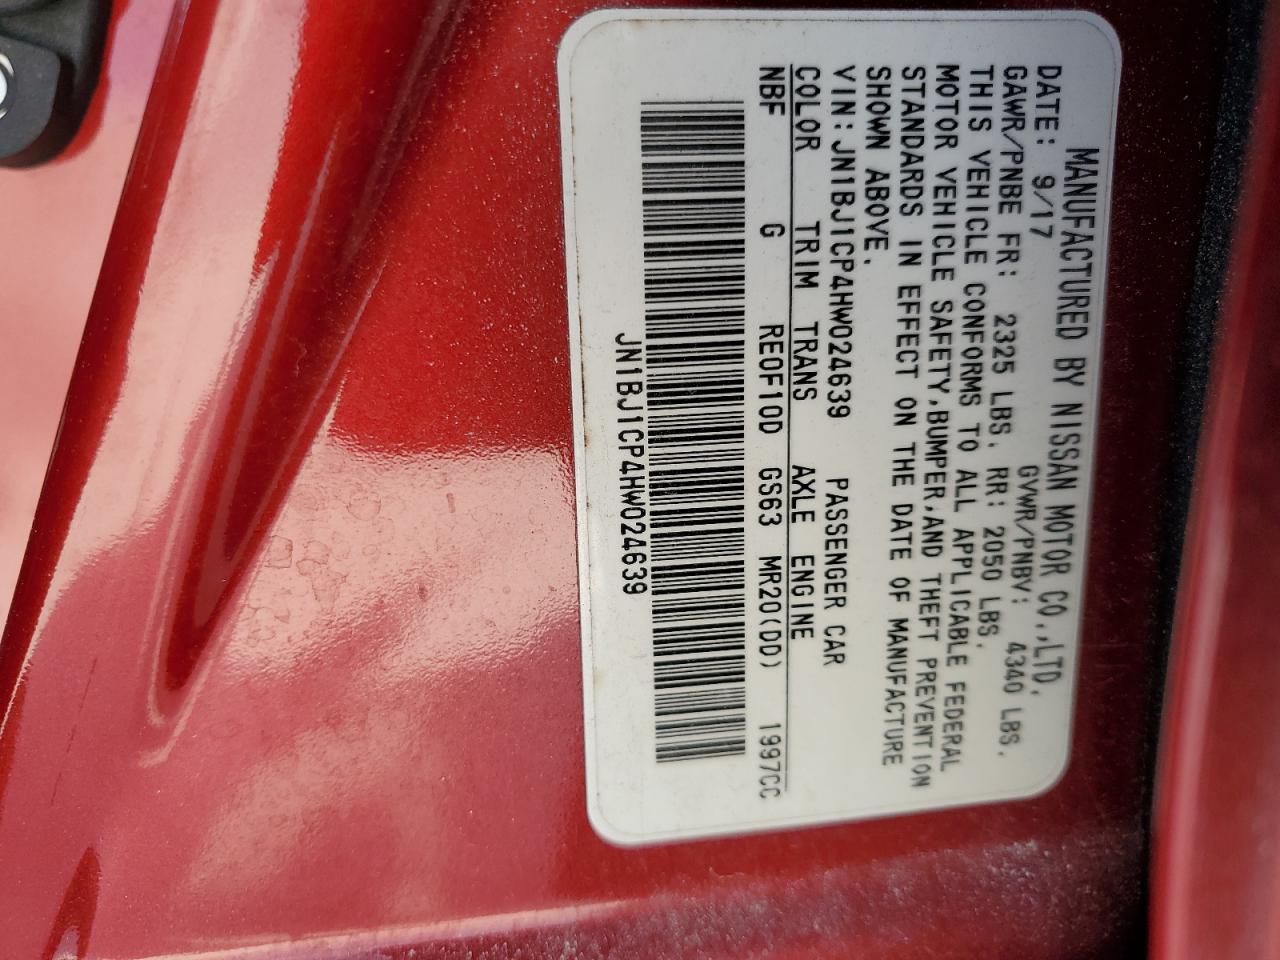 MANUFACTURED BY NISSAN MOTOR CO.,LTD.
DATE: 9/17 GVWR/PNBV: 4340 LBS.
GAWR/PNBE FR: 2325 LBS. RR: 2050 LBS.
THIS VEHICLE CONFORMS TO ALL APPLICABLE FEDERAL
MOTOR VEHICLE SAFETY,BUMPER,AND THEFT PREVENTION
STANDARDS IN EFFECT ON THE DATE OF MANUFACTURE
SHOWN ABOVE.
VIN:JN1BJ1CP4HW024639 PASSENGER CAR
COLOR TRIM TRANS AXLE ENGINE
NBF G RE0F10D GS63 MR20(DD) 1997CC
JN1BJ1CP4HW024639